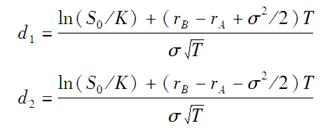 d₁ = (ln(S₀/K) + (r_B − r_A + σ²/2)T) / (σ√T)
d₂ = (ln(S₀/K) + (r_B − r_A − σ²/2)T) / (σ√T)